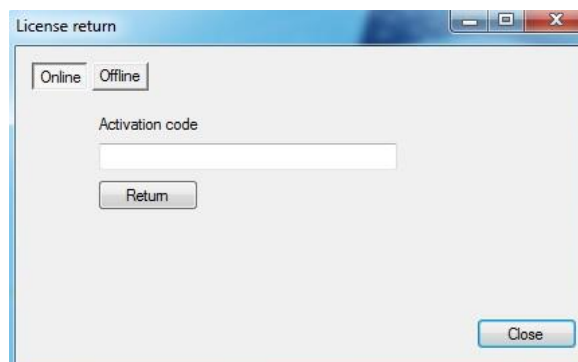 License return
Online Offline
Activation code
Return
Close